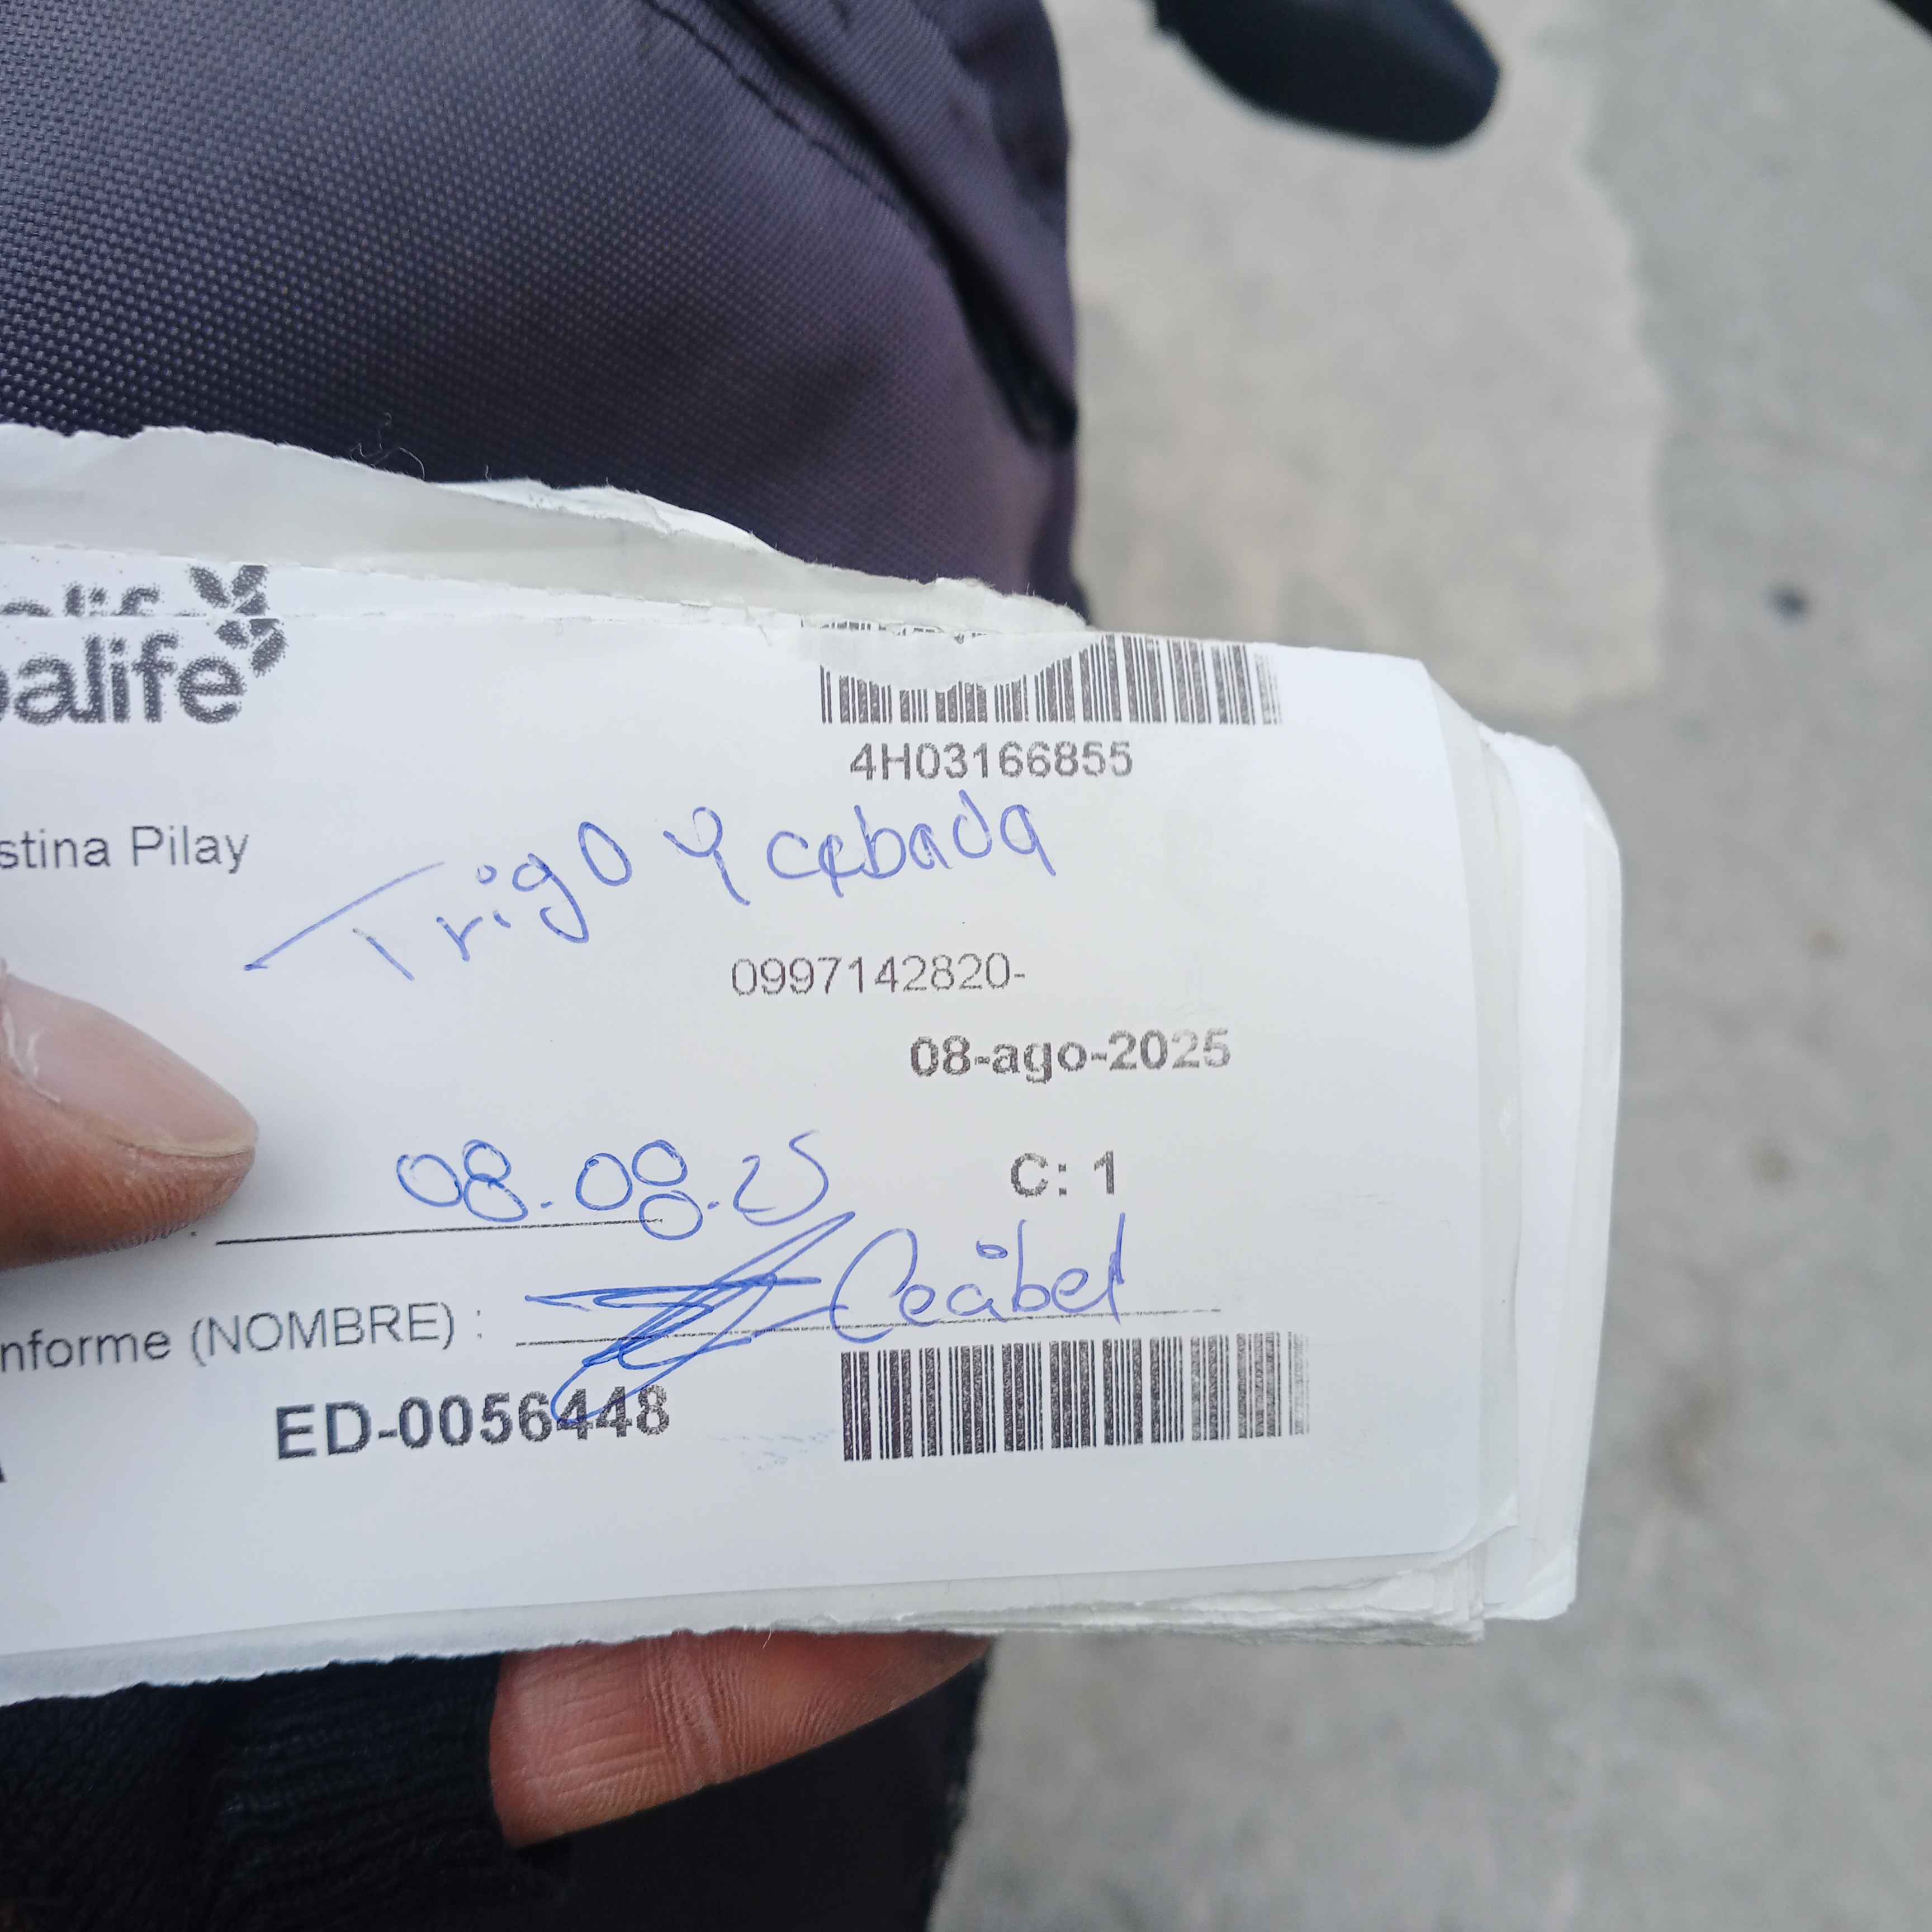 alife
4H03166855
stina Pilay
Trigo y cebada
0997142820-
08-ago-2025
08.08.25
C: 1
nforme (NOMBRE) :
ED-0056448